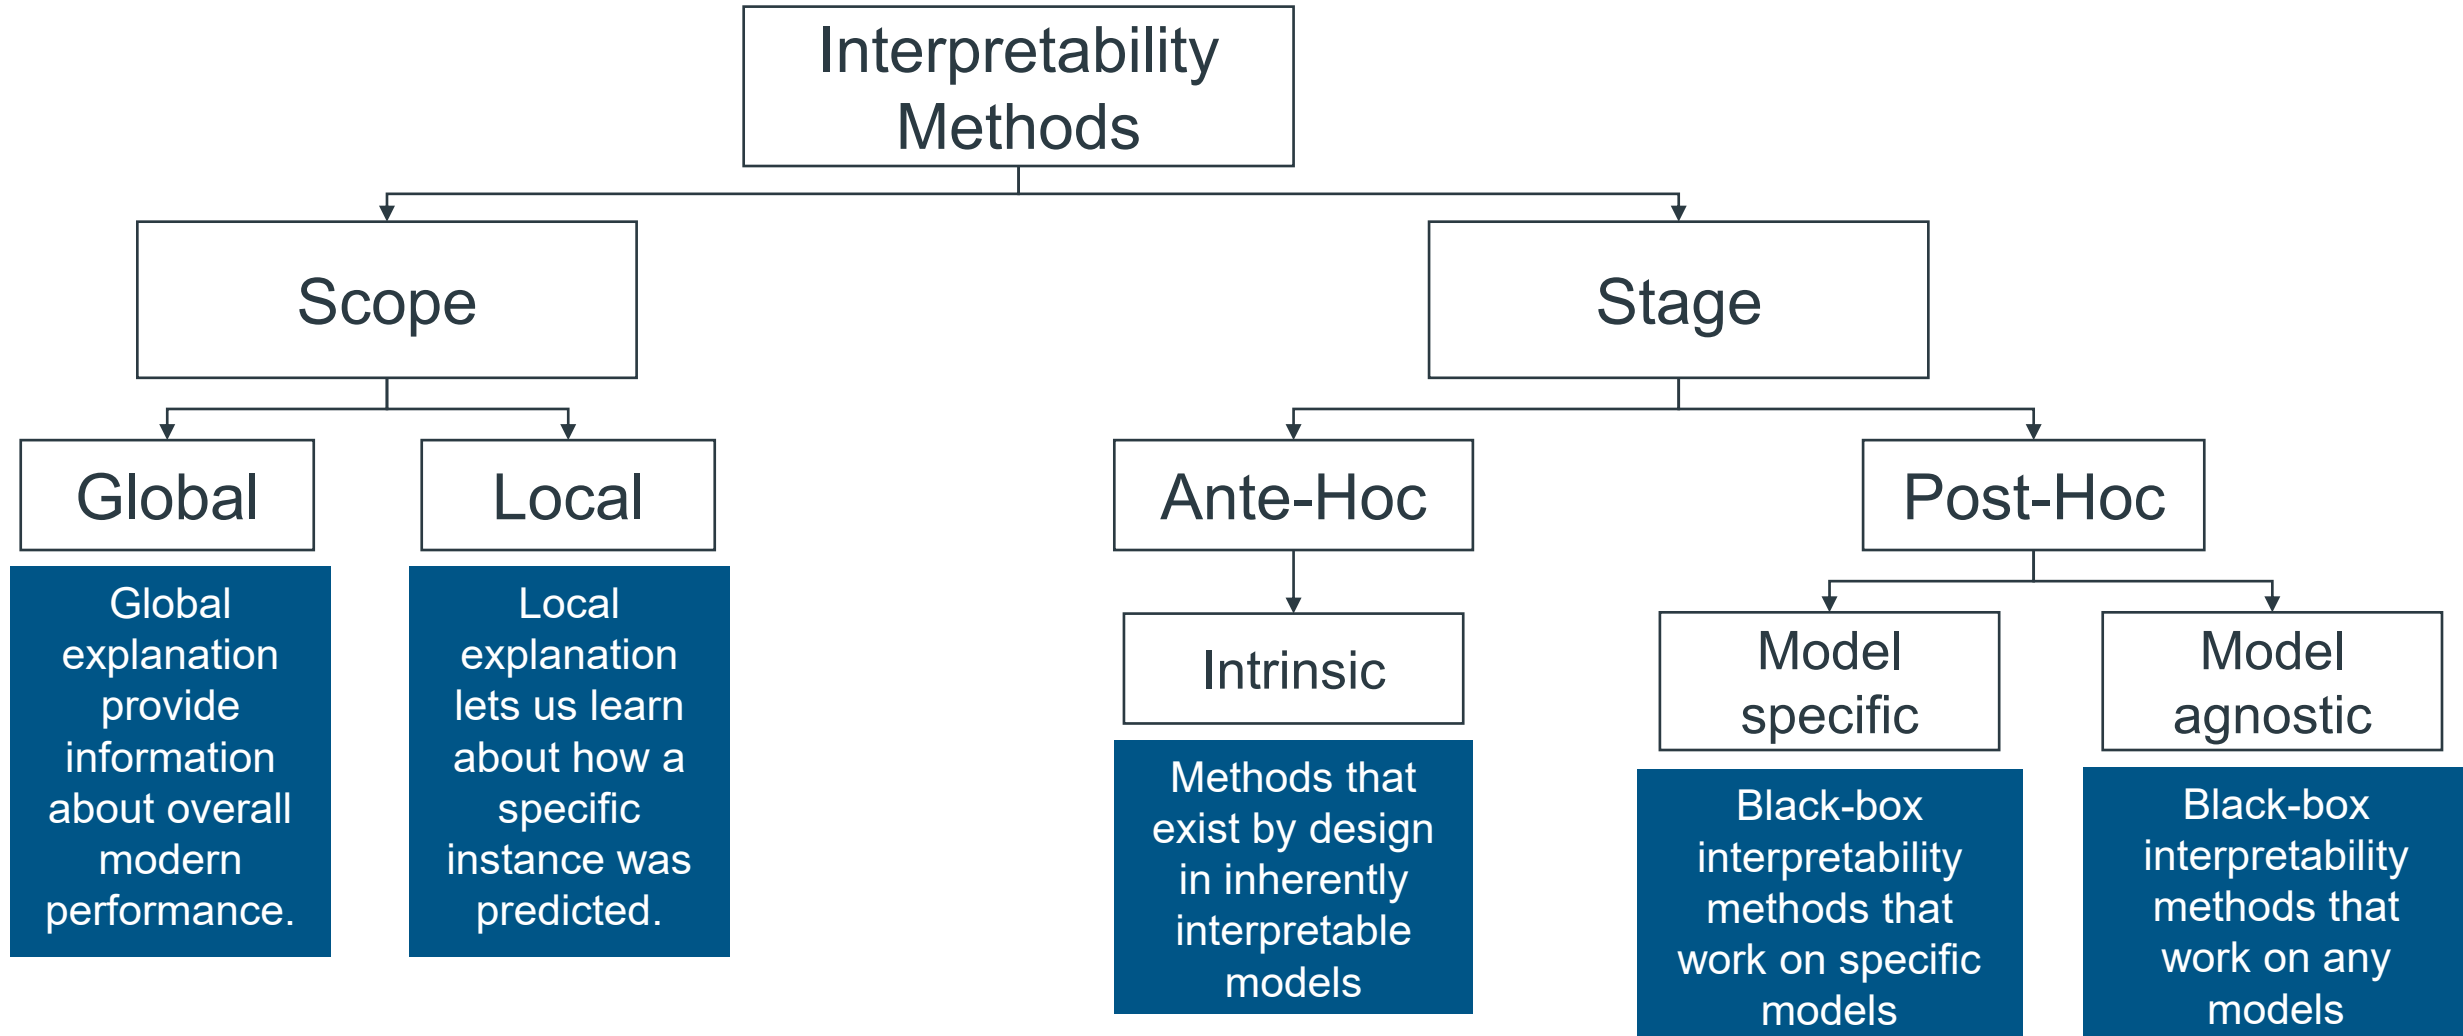 Interpretability
Methods
Scope
Stage
Global
Local
Ante-Hoc
Post-Hoc
Global
explanation
provide
information
about overall
modern
performance.
Local
explanation
lets us learn
about how a
specific
instance was
predicted.
Intrinsic
Methods that
exist by design
in inherently
interpretable
models
Model
specific
Black-box
interpretability
methods that
work on specific
models
Model
agnostic
Black-box
interpretability
methods that
work on any
models